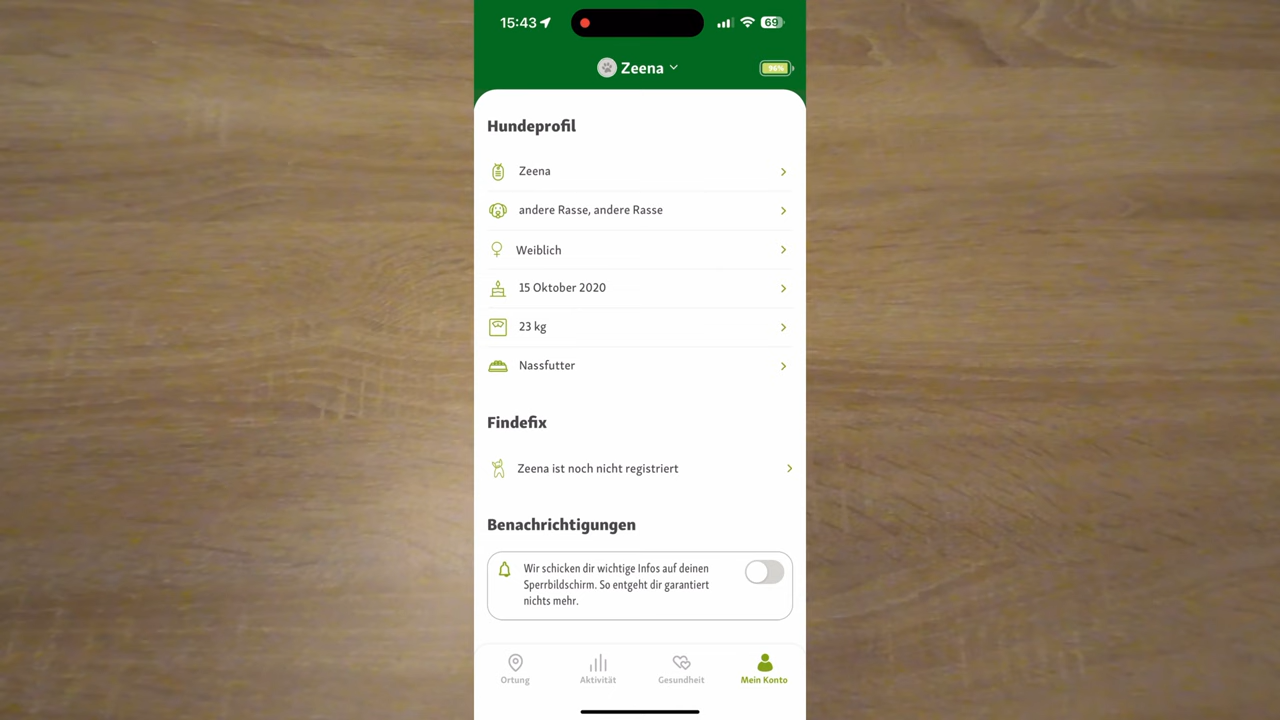 15:43
69
Zeena
96%
Hundeprofil
Zeena
andere Rasse, andere Rasse
Weiblich
15 Oktober 2020
23 kg
Nassfutter
Findefix
Zeena ist noch nicht registriert
Benachrichtigungen
Wir schicken dir wichtige Infos auf deinen
Sperrbildschirm. So entgeht dir garantiert
nichts mehr.
Ortung
Aktivität
Gesundheit
Mein Konto